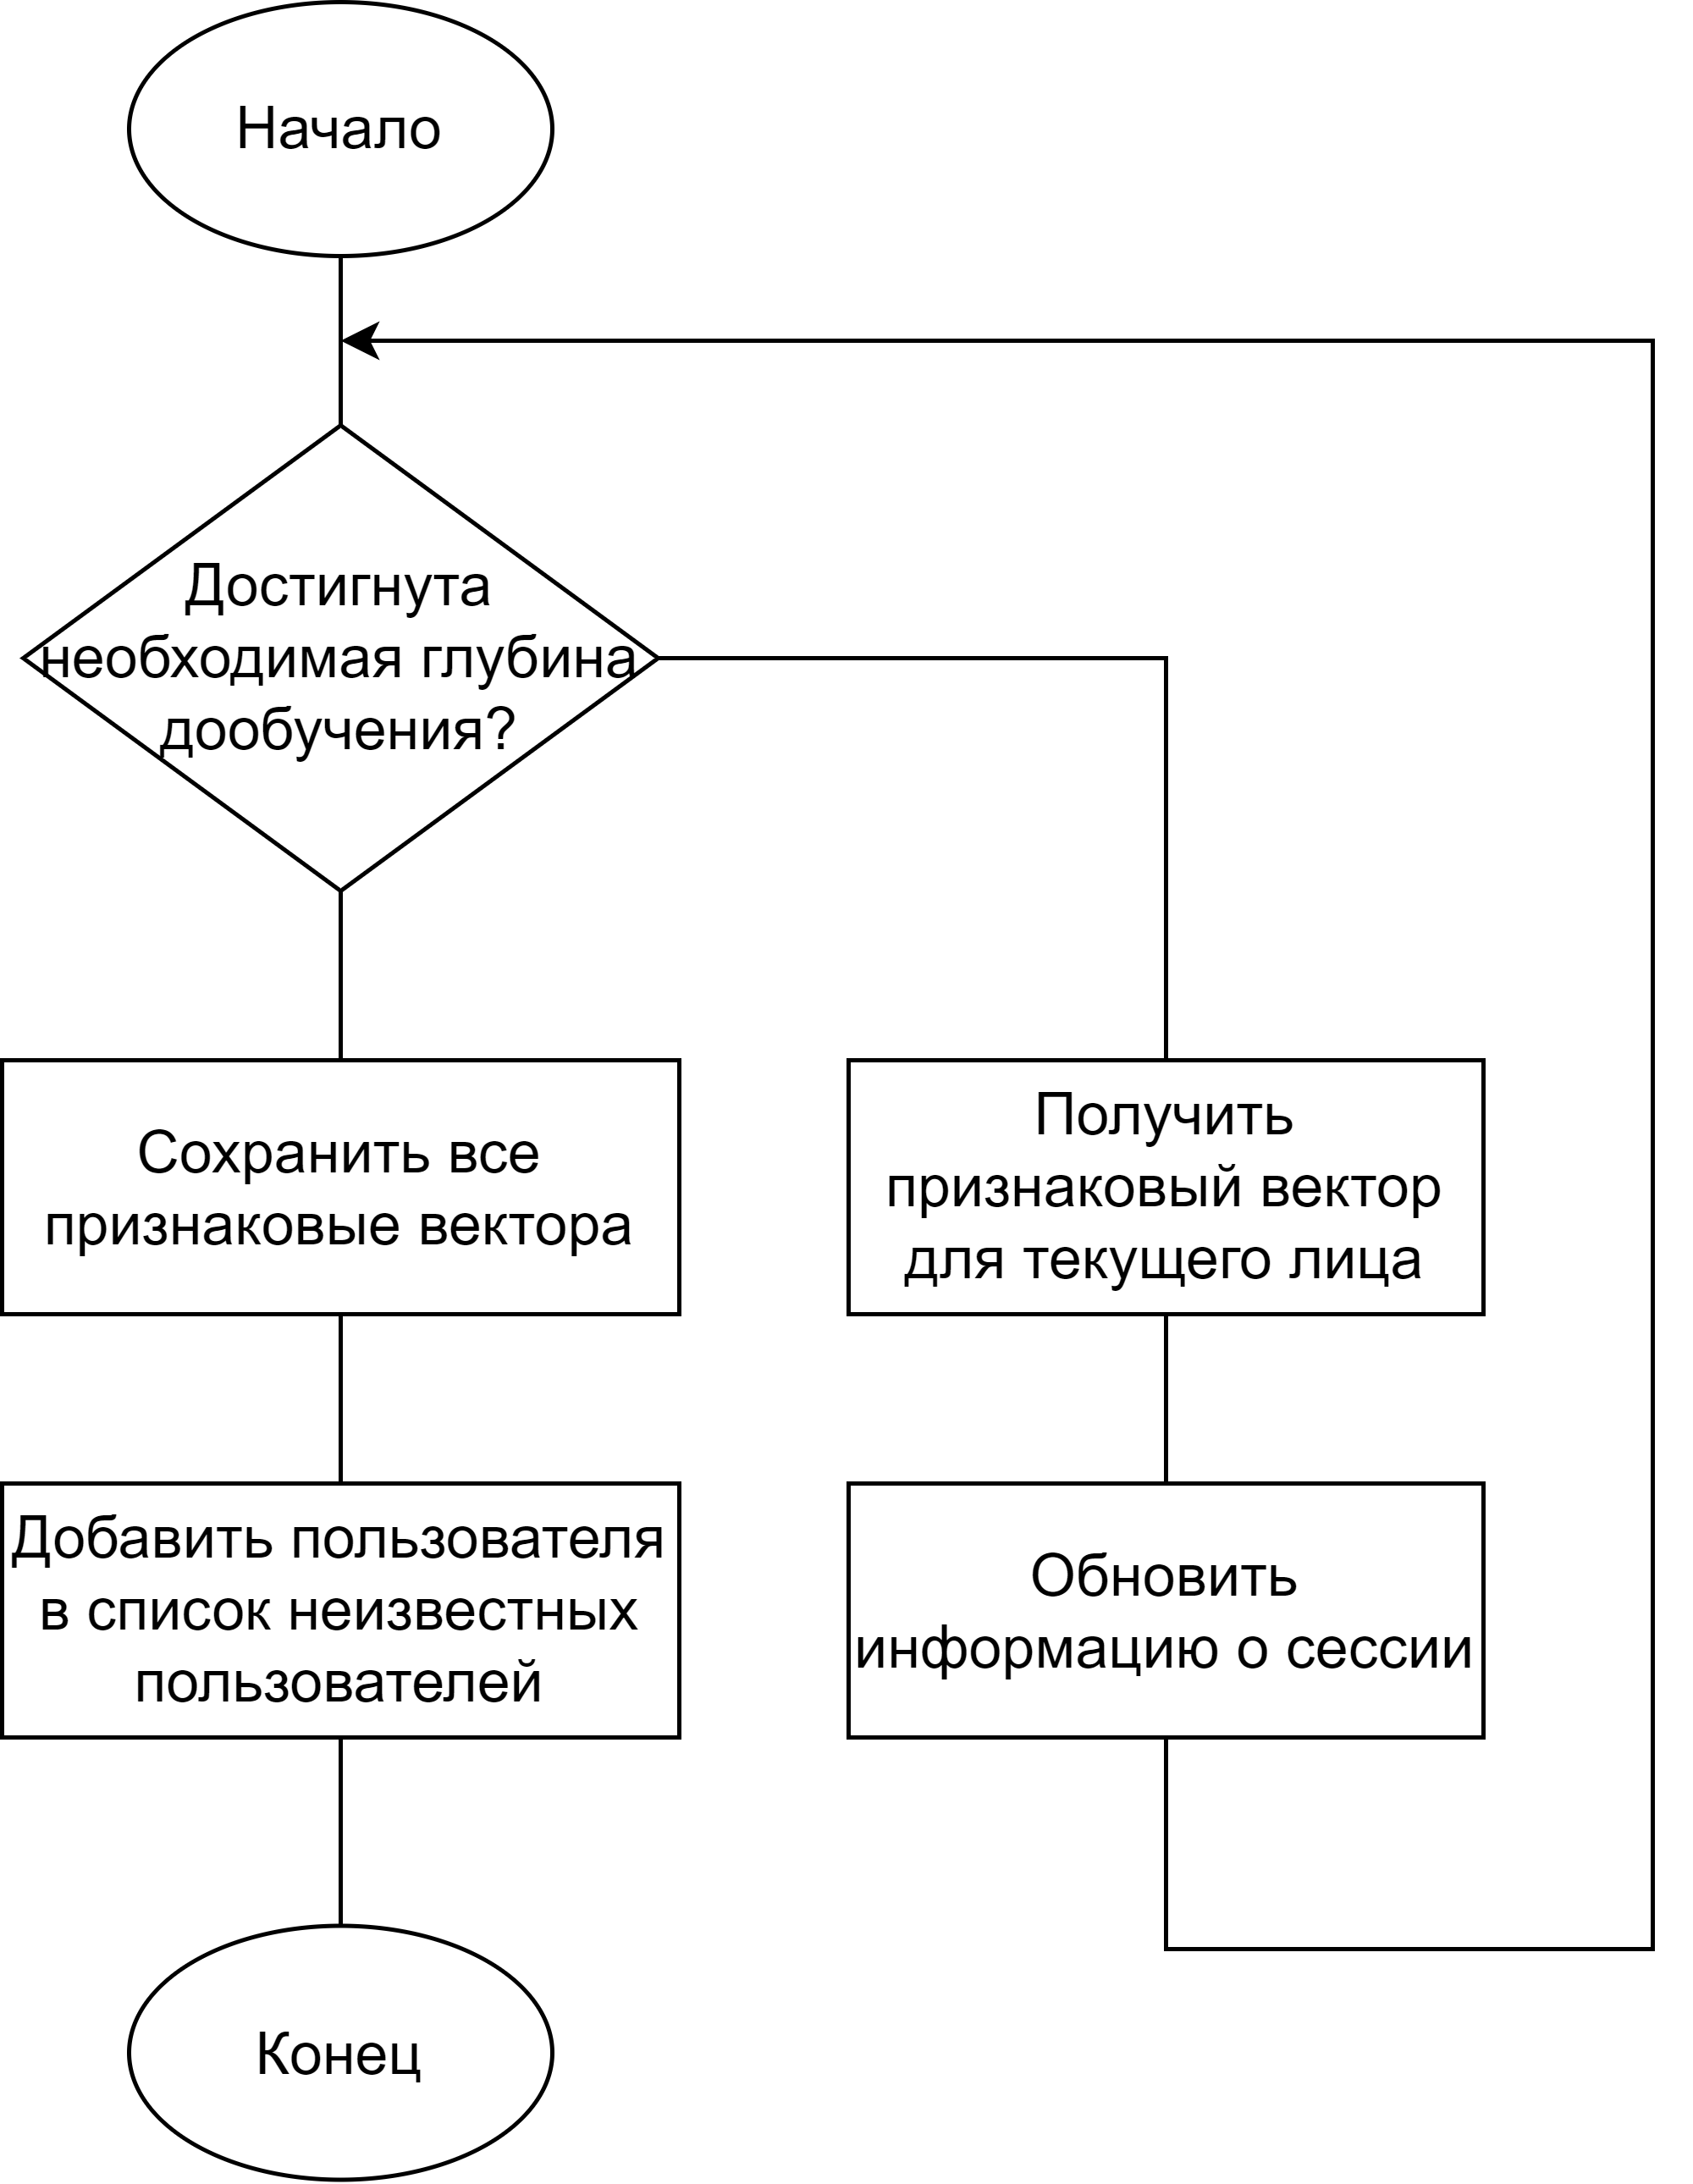 Начало
Достигнута
необходимая глубина
дообучения?
Сохранить все
признаковые вектора
Получить
признаковый вектор
для текущего лица
Добавить пользователя
в список неизвестных
пользователей
Обновить
информацию о сессии
Конец